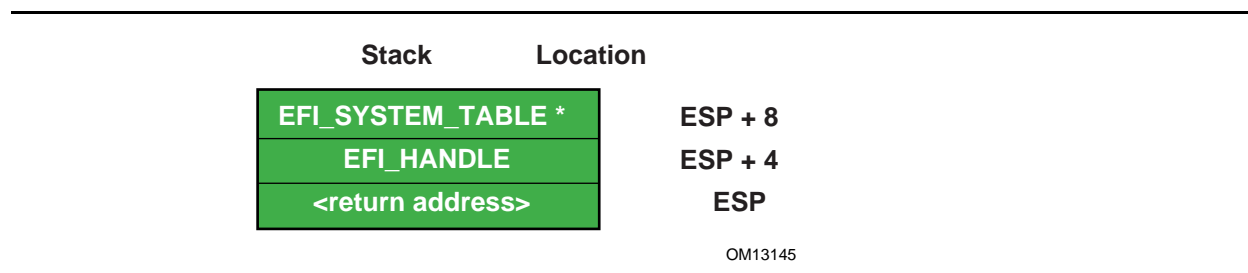 Stack Location
EFI_SYSTEM_TABLE * ESP + 8
EFI_HANDLE ESP + 4
<return address> ESP
OM13145